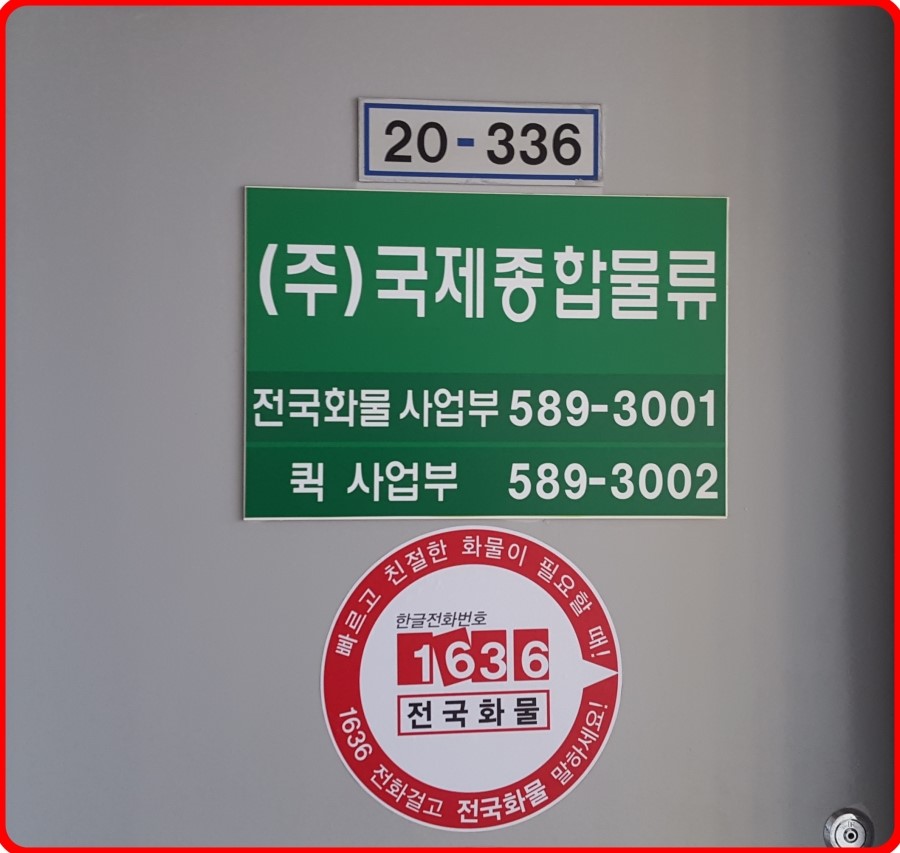 20-336
(주)국제종합물류
전국화물 사업부 589-3001
퀵 사업부 589-3002
빠르고 친절한 화물이 필요할 때!
한글전화번호
1636
전국화물
1636 전화걸고 전국화물 말하세요!